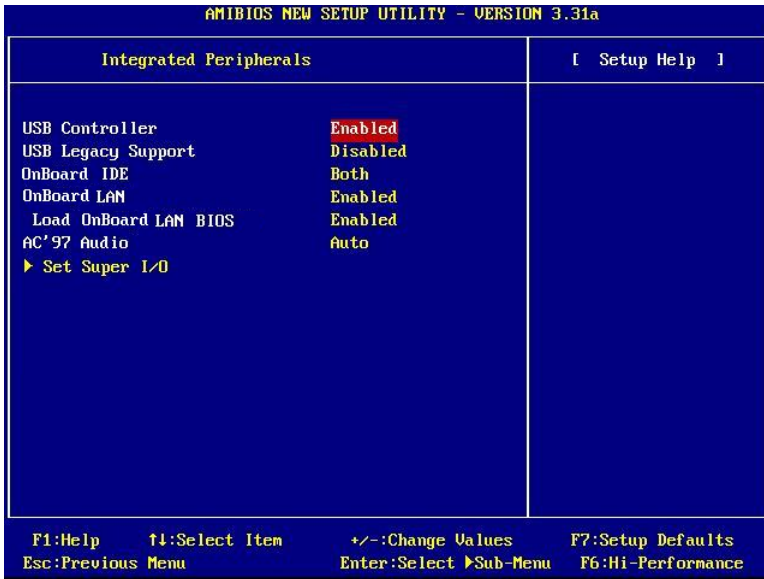 AMIBIOS NEW SETUP UTILITY - VERSION 3.31a
Integrated Peripherals
[ Setup Help ]
USB Controller Enabled
USB Legacy Support Disabled
OnBoard IDE Both
OnBoard LAN Enabled
Load OnBoard LAN BIOS Enabled
AC'97 Audio Auto
▶ Set Super I/O
F1:Help ↑↓:Select Item +/-:Change Values F7:Setup Defaults
Esc:Previous Menu Enter:Select ▶Sub-Menu F6:Hi-Performance